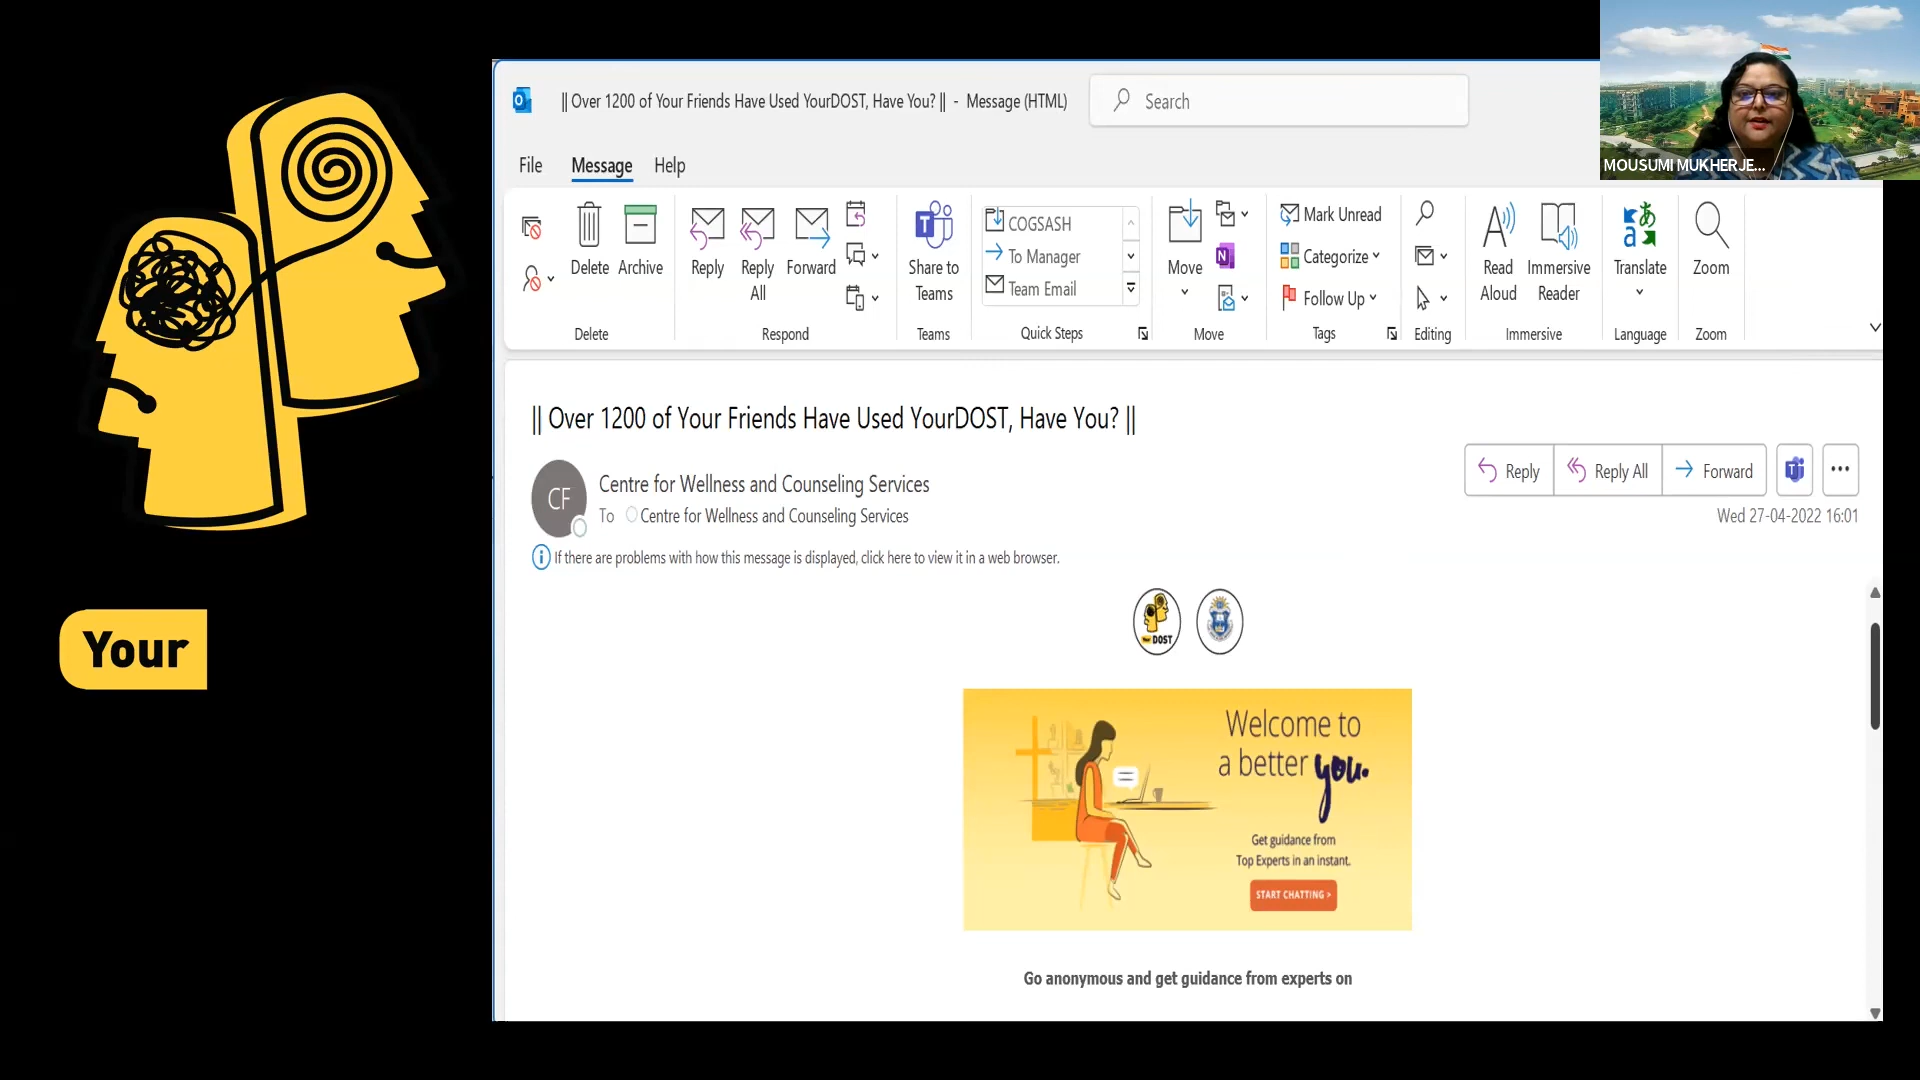 || Over 1200 of Your Friends Have Used YourDOST, Have You? || - Message (HTML)
Search
MOUSUMI MUKHERJE...
File Message Help
Delete Archive
Reply Reply All Forward
Share to Teams
COGSASH
To Manager
Team Email
Move
Mark Unread
Categorize
Follow Up
Read Aloud Immersive Reader
Translate
Zoom
Delete Respond Teams Quick Steps Move Tags Editing Immersive Language Zoom
|| Over 1200 of Your Friends Have Used YourDOST, Have You? ||
CF
Centre for Wellness and Counseling Services
To Centre for Wellness and Counseling Services
Reply Reply All Forward
Wed 27-04-2022 16:01
If there are problems with how this message is displayed, click here to view it in a web browser.
Your DOST
Your
Welcome to
a better you.
Get guidance from
Top Experts in an instant.
START CHATTING >
Go anonymous and get guidance from experts on